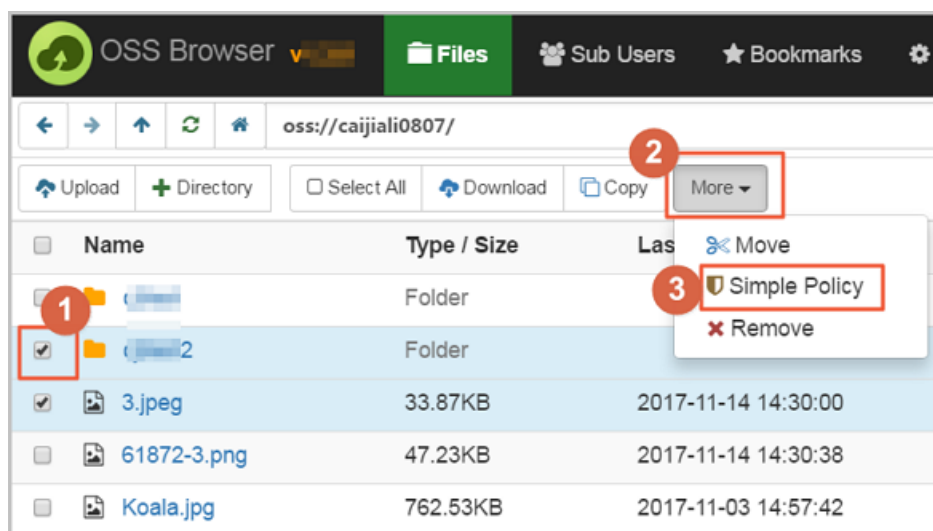 OSS Browser Files Sub Users Bookmarks
oss://caijiali0807/
2
Upload Directory Select All Download Copy More
Name Type / Size Las Move
3 Simple Policy
Folder
1
Remove
2 Folder
3.jpeg 33.87KB 2017-11-14 14:30:00
61872-3.png 47.23KB 2017-11-14 14:30:38
Koala.jpg 762.53KB 2017-11-03 14:57:42